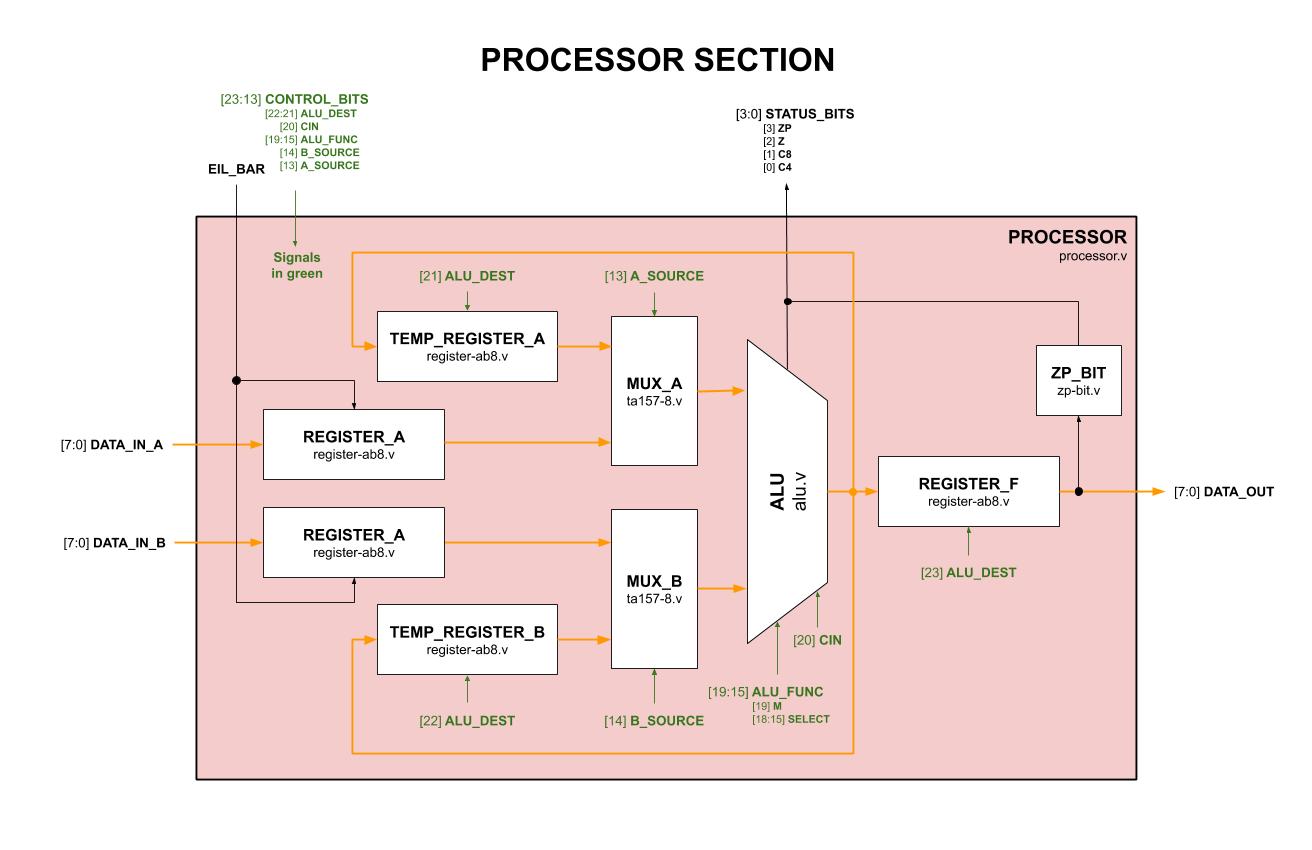 PROCESSOR SECTION
[23:13] CONTROL_BITS
[22:21] ALU_DEST
[20] CIN
[19:15] ALU_FUNC
[14] B_SOURCE
[13] A_SOURCE
EIL_BAR
[3:0] STATUS_BITS
[3] ZP
[2] Z
[1] C8
[0] C4
PROCESSOR
processor.v
Signals
in green
[21] ALU_DEST
[13] A_SOURCE
TEMP_REGISTER_A
register-ab8.v
MUX_A
ta157-8.v
ZP_BIT
zp-bit.v
[7:0] DATA_IN_A
REGISTER_A
register-ab8.v
ALU
alu.v
REGISTER_F
register-ab8.v
[7:0] DATA_OUT
[7:0] DATA_IN_B
REGISTER_A
register-ab8.v
MUX_B
ta157-8.v
[23] ALU_DEST
TEMP_REGISTER_B
register-ab8.v
[20] CIN
[22] ALU_DEST
[14] B_SOURCE
[19:15] ALU_FUNC
[19] M
[18:15] SELECT